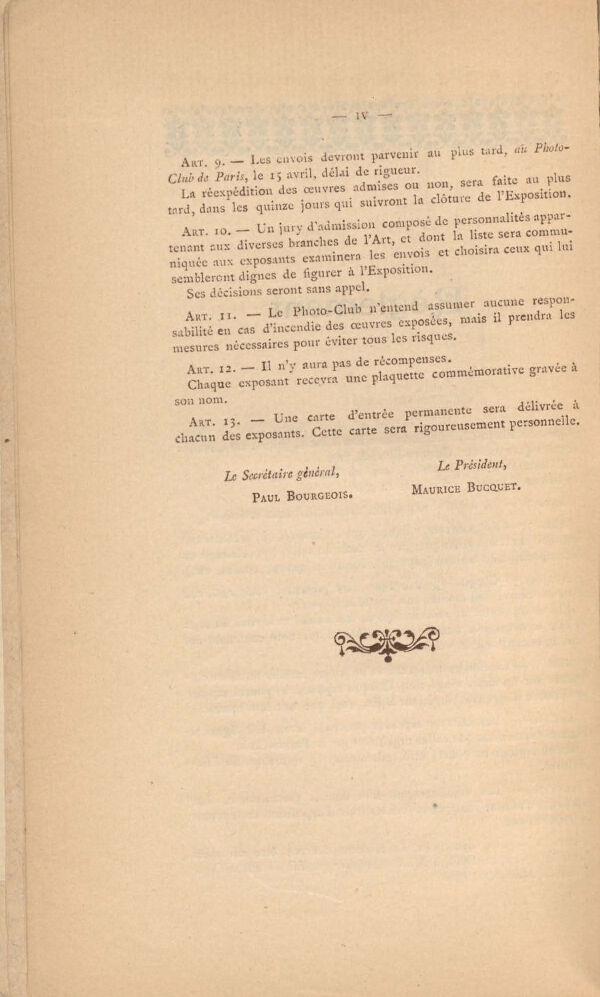 — IV —
ART. 9. — Les envois devront parvenir au plus tard, au Photo-
Club de Paris, le 15 avril, délai de rigueur.
La réexpédition des œuvres admises ou non, sera faite au plus
tard, dans les quinze jours qui suivront la clôture de l'Exposition.
ART. 10. — Un jury d'admission composé de personnalités appar-
tenant aux diverses branches de l'Art, et dont la liste sera commu-
niquée aux exposants examinera les envois et choisira ceux qui lui
sembleront dignes de figurer à l'Exposition.
Ses décisions seront sans appel.
ART. 11. — Le Photo-Club n'entend assumer aucune respon-
sabilité en cas d'incendie des œuvres exposées, mais il prendra les
mesures nécessaires pour éviter tous les risques.
ART. 12. — Il n'y aura pas de récompenses.
Chaque exposant recevra une plaquette commémorative gravée à
son nom.
ART. 13. — Une carte d'entrée permanente sera délivrée à
chacun des exposants. Cette carte sera rigoureusement personnelle.
Le Secrétaire général,
PAUL BOURGEOIS.
Le Président,
MAURICE BUCQUET.